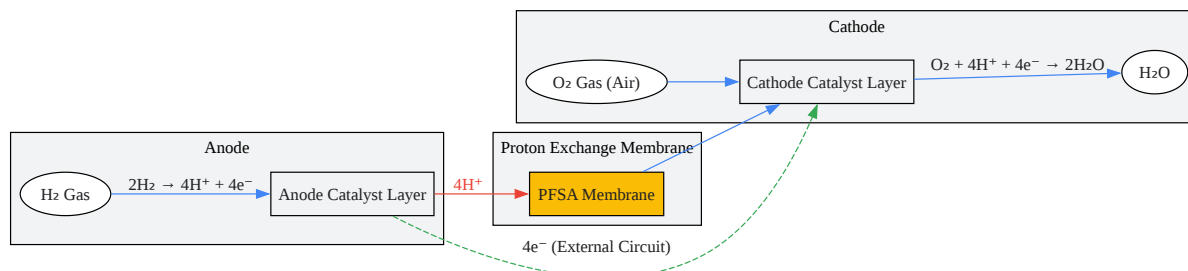 Cathode
O₂ Gas (Air)
Cathode Catalyst Layer
O₂ + 4H⁺ + 4e⁻ → 2H₂O
H₂O
Anode
H₂ Gas
2H₂ → 4H⁺ + 4e⁻
Anode Catalyst Layer
4H⁺
Proton Exchange Membrane
PFSA Membrane
4e⁻ (External Circuit)